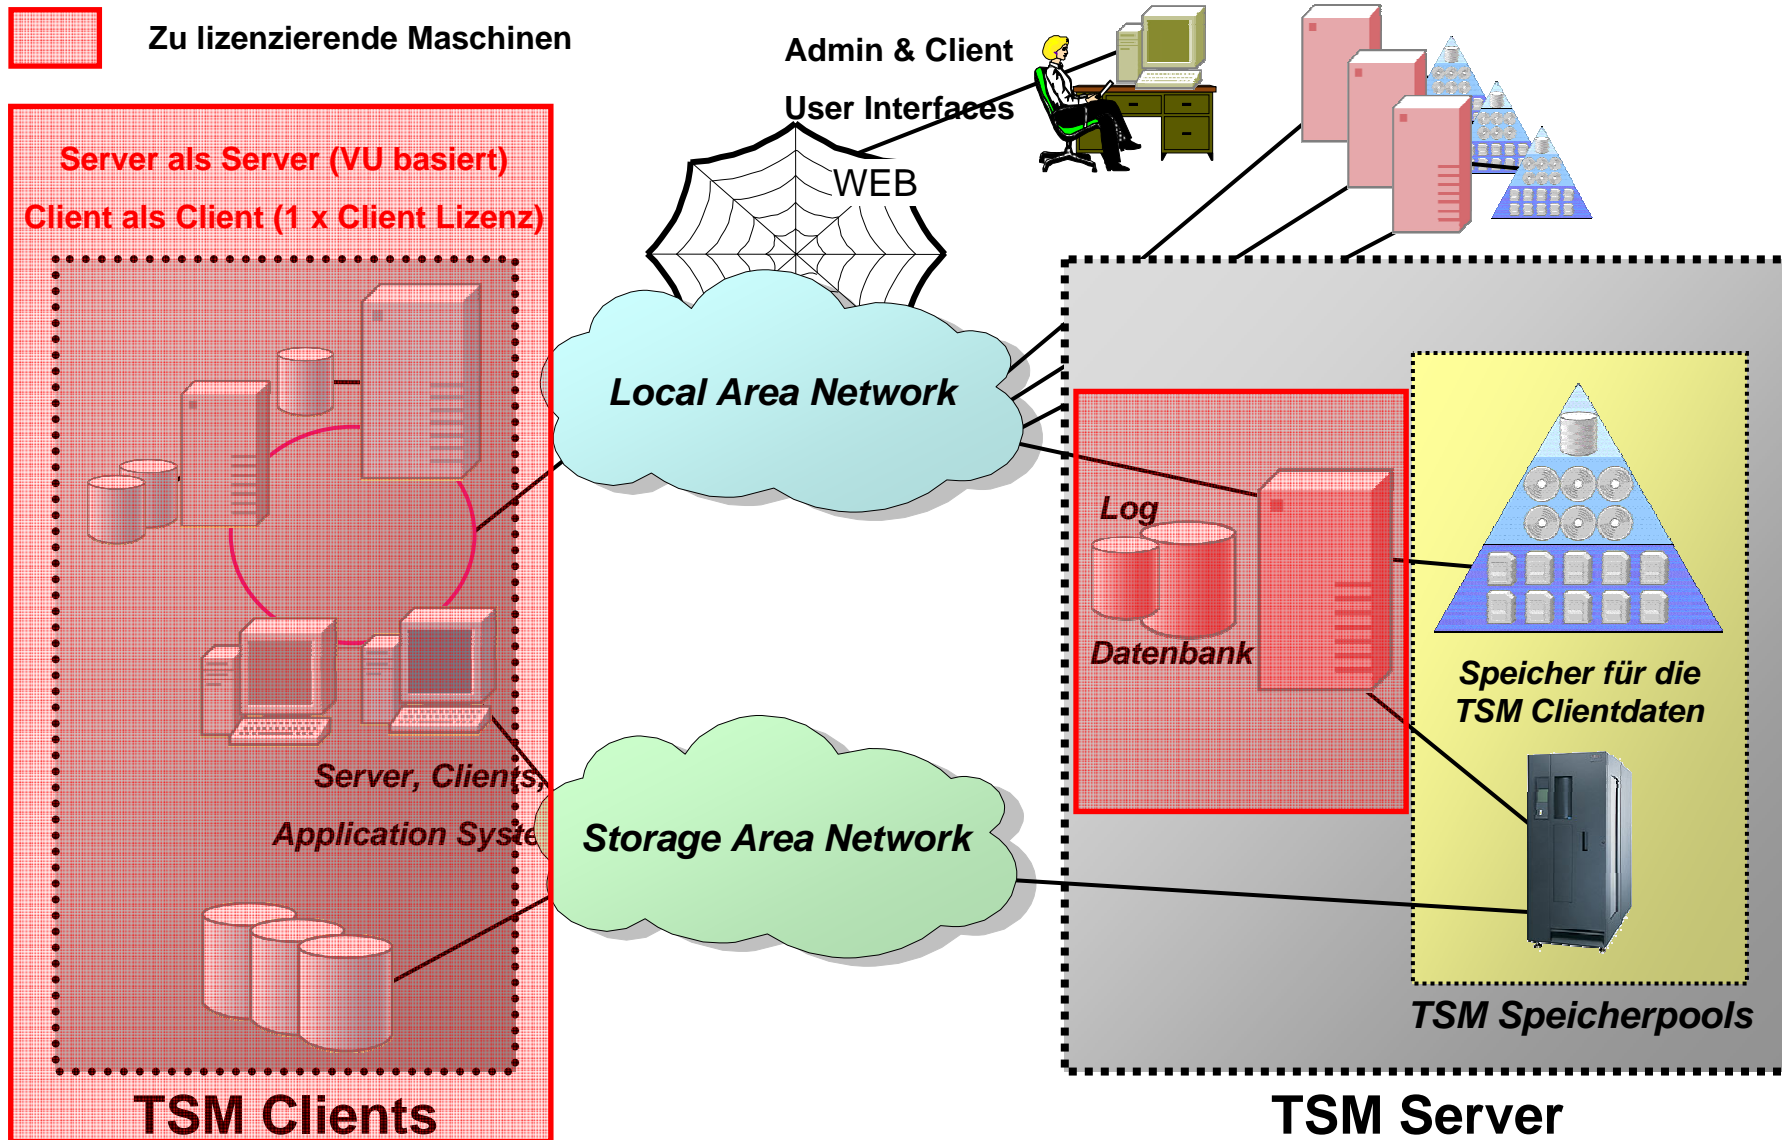 Zu lizenzierende Maschinen
Admin & Client
User Interfaces
WEB
Server als Server (VU basiert)
Client als Client (1 x Client Lizenz)
Local Area Network
Log
Datenbank
Speicher für die
TSM Clientdaten
Server, Clients,
Application Syste
Storage Area Network
TSM Speicherpools
TSM Clients
TSM Server